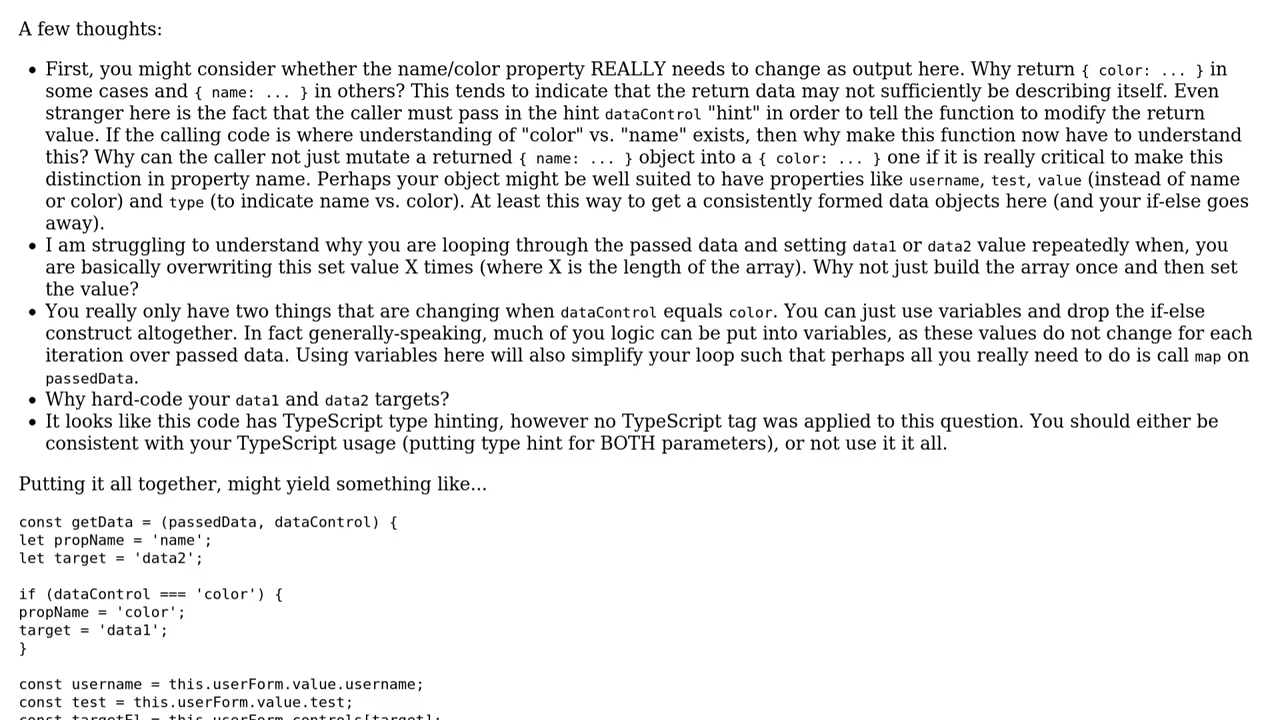 A few thoughts:
First, you might consider whether the name/color property REALLY needs to change as output here. Why return { color: ... } in
some cases and { name: ... } in others? This tends to indicate that the return data may not sufficiently be describing itself. Even
stranger here is the fact that the caller must pass in the hint dataControl "hint" in order to tell the function to modify the return
value. If the calling code is where understanding of "color" vs. "name" exists, then why make this function now have to understand
this? Why can the caller not just mutate a returned { name: ... } object into a { color: ... } one if it is really critical to make this
distinction in property name. Perhaps your object might be well suited to have properties like username, test, value (instead of name
or color) and type (to indicate name vs. color). At least this way to get a consistently formed data objects here (and your if-else goes
away).
I am struggling to understand why you are looping through the passed data and setting data1 or data2 value repeatedly when, you
are basically overwriting this set value X times (where X is the length of the array). Why not just build the array once and then set
the value?
You really only have two things that are changing when dataControl equals color. You can just use variables and drop the if-else
construct altogether. In fact generally-speaking, much of you logic can be put into variables, as these values do not change for each
iteration over passed data. Using variables here will also simplify your loop such that perhaps all you really need to do is call map on
passedData.
Why hard-code your data1 and data2 targets?
It looks like this code has TypeScript type hinting, however no TypeScript tag was applied to this question. You should either be
consistent with your TypeScript usage (putting type hint for BOTH parameters), or not use it it all.
Putting it all together, might yield something like...
const getData = (passedData, dataControl) {
let propName = 'name';
let target = 'data2';
if (dataControl === 'color') {
propName = 'color';
target = 'data1';
}
const username = this.userForm.value.username;
const test = this.userForm.value.test;
const targetEl = this.userForm.controls[target];